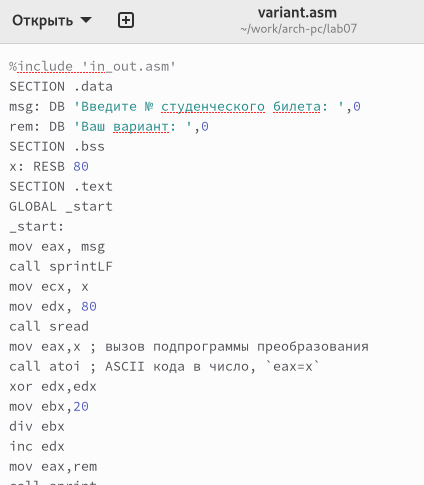 Открыть
variant.asm
~/work/arch-pc/lab07
%include 'in_out.asm'
SECTION .data
msg: DB 'Введите № студенческого билета: ',0
rem: DB 'Ваш вариант: ',0
SECTION .bss
x: RESB 80
SECTION .text
GLOBAL _start
_start:
mov eax, msg
call sprintLF
mov ecx, x
mov edx, 80
call sread
mov eax,x ; вызов подпрограммы преобразования
call atoi ; ASCII кода в число, `eax=x`
xor edx,edx
mov ebx,20
div ebx
inc edx
mov eax,rem
call sprint